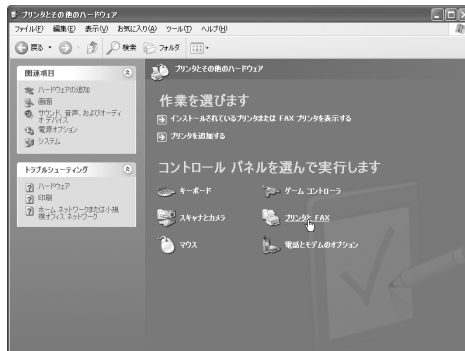 プリンタとその他のハードウェア
ファイル(F) 編集(E) 表示(V) お気に入り(A) ツール(T) ヘルプ(H)
戻る 検索 フォルダ
関連項目
ハードウェアの追加
画面
サウンド、音声、およびオーディオ デバイス
電源オプション
システム
トラブルシューティング
ハードウェア
印刷
ホーム ネットワークまたは小規模オフィス ネットワーク
プリンタとその他のハードウェア
作業を選びます
インストールされているプリンタまたは FAX プリンタを表示する
プリンタを追加する
コントロール パネルを選んで実行します
キーボード
ゲーム コントローラ
スキャナとカメラ
プリンタと FAX
マウス
電話とモデムのオプション